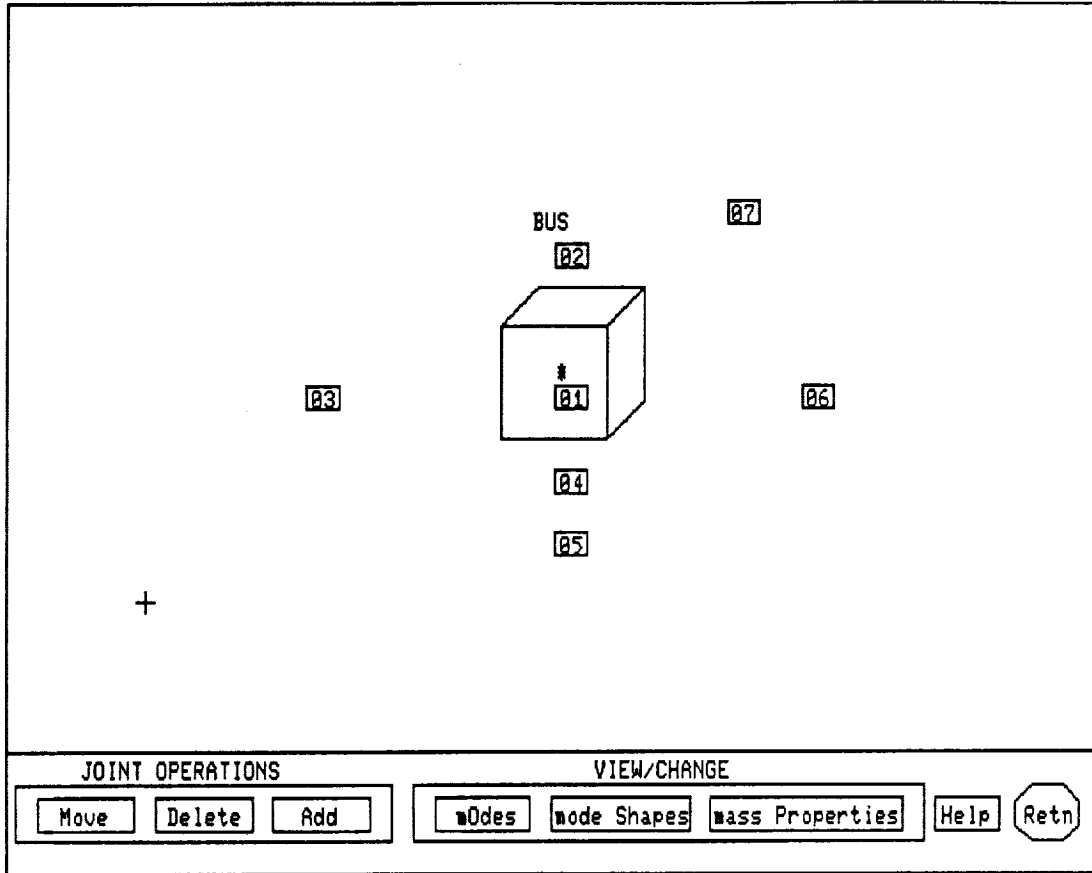 07
BUS
02
*
01
03
06
04
05
JOINT OPERATIONS
VIEW/CHANGE
Move Delete Add mOdes mode Shapes mass Properties Help Retn